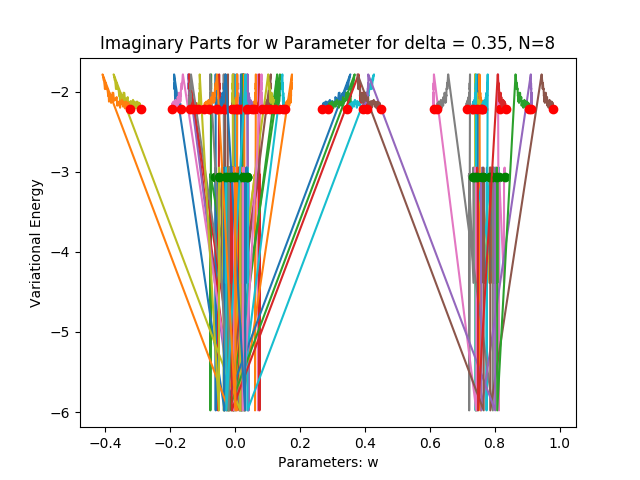 Imaginary Parts for w Parameter for delta = 0.35, N=8
Variational Energy
−2
−3
−4
−5
−6
−0.4 −0.2 0.0 0.2 0.4 0.6 0.8 1.0
Parameters: w